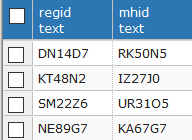 regid mhid
text text
DN14D7 RK50N5
KT48N2 IZ27J0
SM22Z6 UR31O5
NE89G7 KA67G7